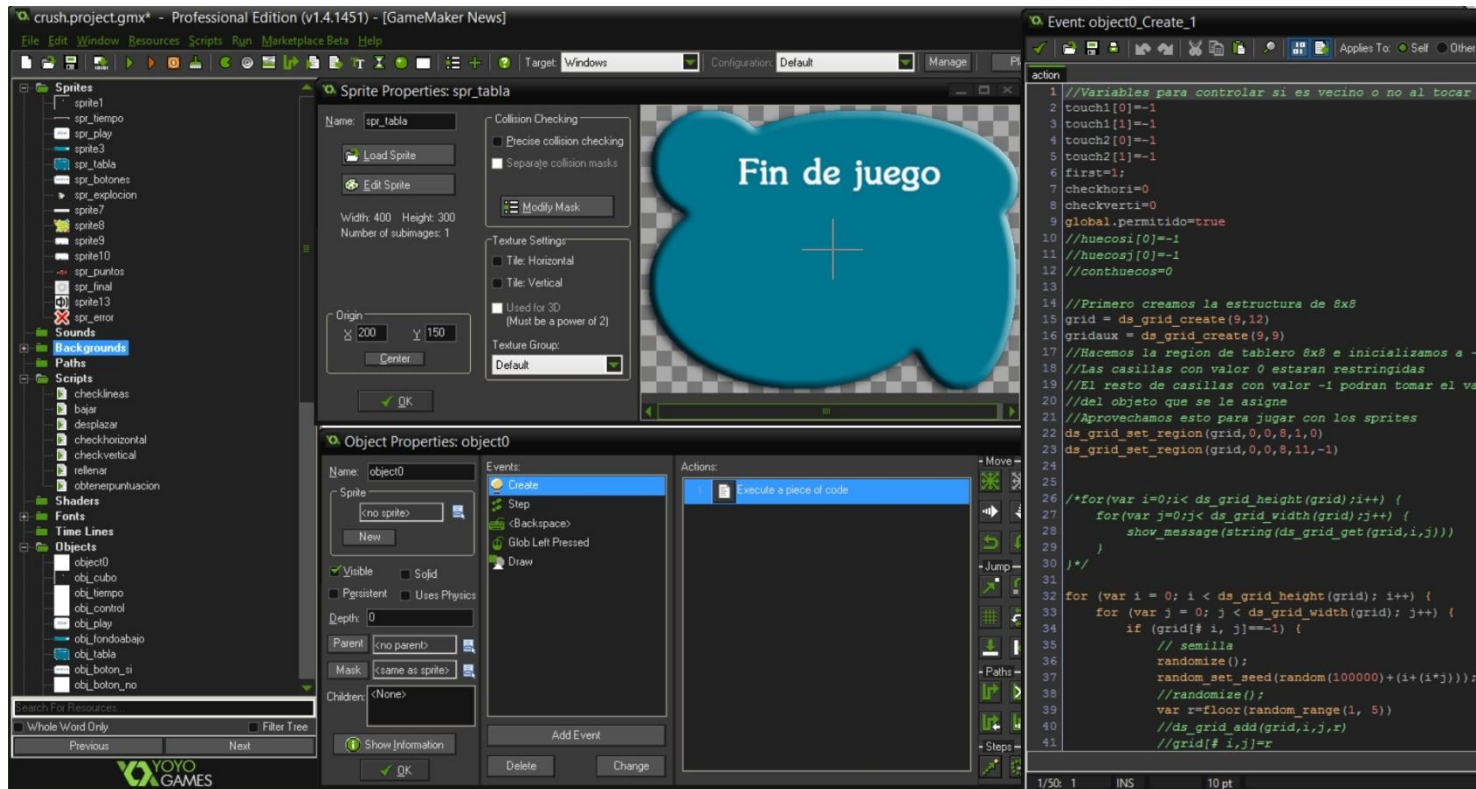 crush.project.gmx* - Professional Edition (v1.4.1451) - [GameMaker News]
File Edit Window Resources Scripts Run Marketplace Beta Help
Target: Windows Configuration: Default Manage
Sprites
sprite1
spr_tiempo
spr_play
sprite3
spr_tabla
spr_botones
spr_explocion
sprite7
sprite8
sprite9
sprite10
spr_puntos
spr_final
sprite13
spr_error
Sounds
Backgrounds
Paths
Scripts
checklineas
bajar
desplazar
checkhorizontal
checkvertical
rellenar
obtenerpuntuacion
Shaders
Fonts
Time Lines
Objects
object0
obj_cubo
obj_tiempo
obj_control
obj_play
obj_fondoabajo
obj_tabla
obj_boton_si
obj_boton_no
Search For Resources...
Whole Word Only Filter Tree
Previous Next
YOYO GAMES
Sprite Properties: spr_tabla
Name: spr_tabla
Load Sprite
Edit Sprite
Width: 400 Height: 300
Number of subimages: 1
Origin
X 200 Y 150
Center
OK
Collision Checking
Precise collision checking
Separate collision masks
Modify Mask
Texture Settings
Tile: Horizontal
Tile: Vertical
Used for 3D
(Must be a power of 2)
Texture Group:
Default
Fin de juego
Object Properties: object0
Name: object0
Sprite
<no sprite>
New
Visible Solid
Persistent Uses Physics
Depth: 0
Parent <no parent>
Mask <same as sprite>
Children: <None>
Show Information
OK
Events:
Create
Step
<Backspace>
Glob Left Pressed
Draw
Add Event
Delete Change
Actions:
1 Execute a piece of code
Move
Jump
Paths
Steps
Event: object0_Create_1
Applies To: Self Other
action
1 //Variables para controlar si es vecino o no al tocar
2 touch1[0]=-1
3 touch1[1]=-1
4 touch2[0]=-1
5 touch2[1]=-1
6 first=1;
7 checkhori=0
8 checkverti=0
9 global.permitido=true
10 //huecosi[0]=-1
11 //huecosj[0]=-1
12 //conthuecos=0
13
14 //Primero creamos la estructura de 8x8
15 grid = ds_grid_create(9,12)
16 gridaux = ds_grid_create(9,9)
17 //Hacemos la region de tablero 8x8 e inicializamos a -
18 //Las casillas con valor 0 estaran restringidas
19 //El resto de casillas con valor -1 podran tomar el va
20 //del objeto que se le asigne
21 //Aprovechamos esto para jugar con los sprites
22 ds_grid_set_region(grid,0,0,8,1,0)
23 ds_grid_set_region(grid,0,0,8,11,-1)
24
25
26 /*for(var i=0;i< ds_grid_height(grid);i++) {
27 for(var j=0;j< ds_grid_width(grid);j++) {
28 show_message(string(ds_grid_get(grid,i,j)))
29 }
30 }*/
31
32 for (var i = 0; i < ds_grid_height(grid); i++) {
33 for (var j = 0; j < ds_grid_width(grid); j++) {
34 if (grid[# i, j]==-1) {
35 // semilla
36 randomize();
37 random_set_seed(random(100000)+(i+(i*j)));
38 //randomize();
39 var r=floor(random_range(1, 5))
40 //ds_grid_add(grid,i,j,r)
41 //grid[# i,j]=r
1/50: 1 INS 10 pt